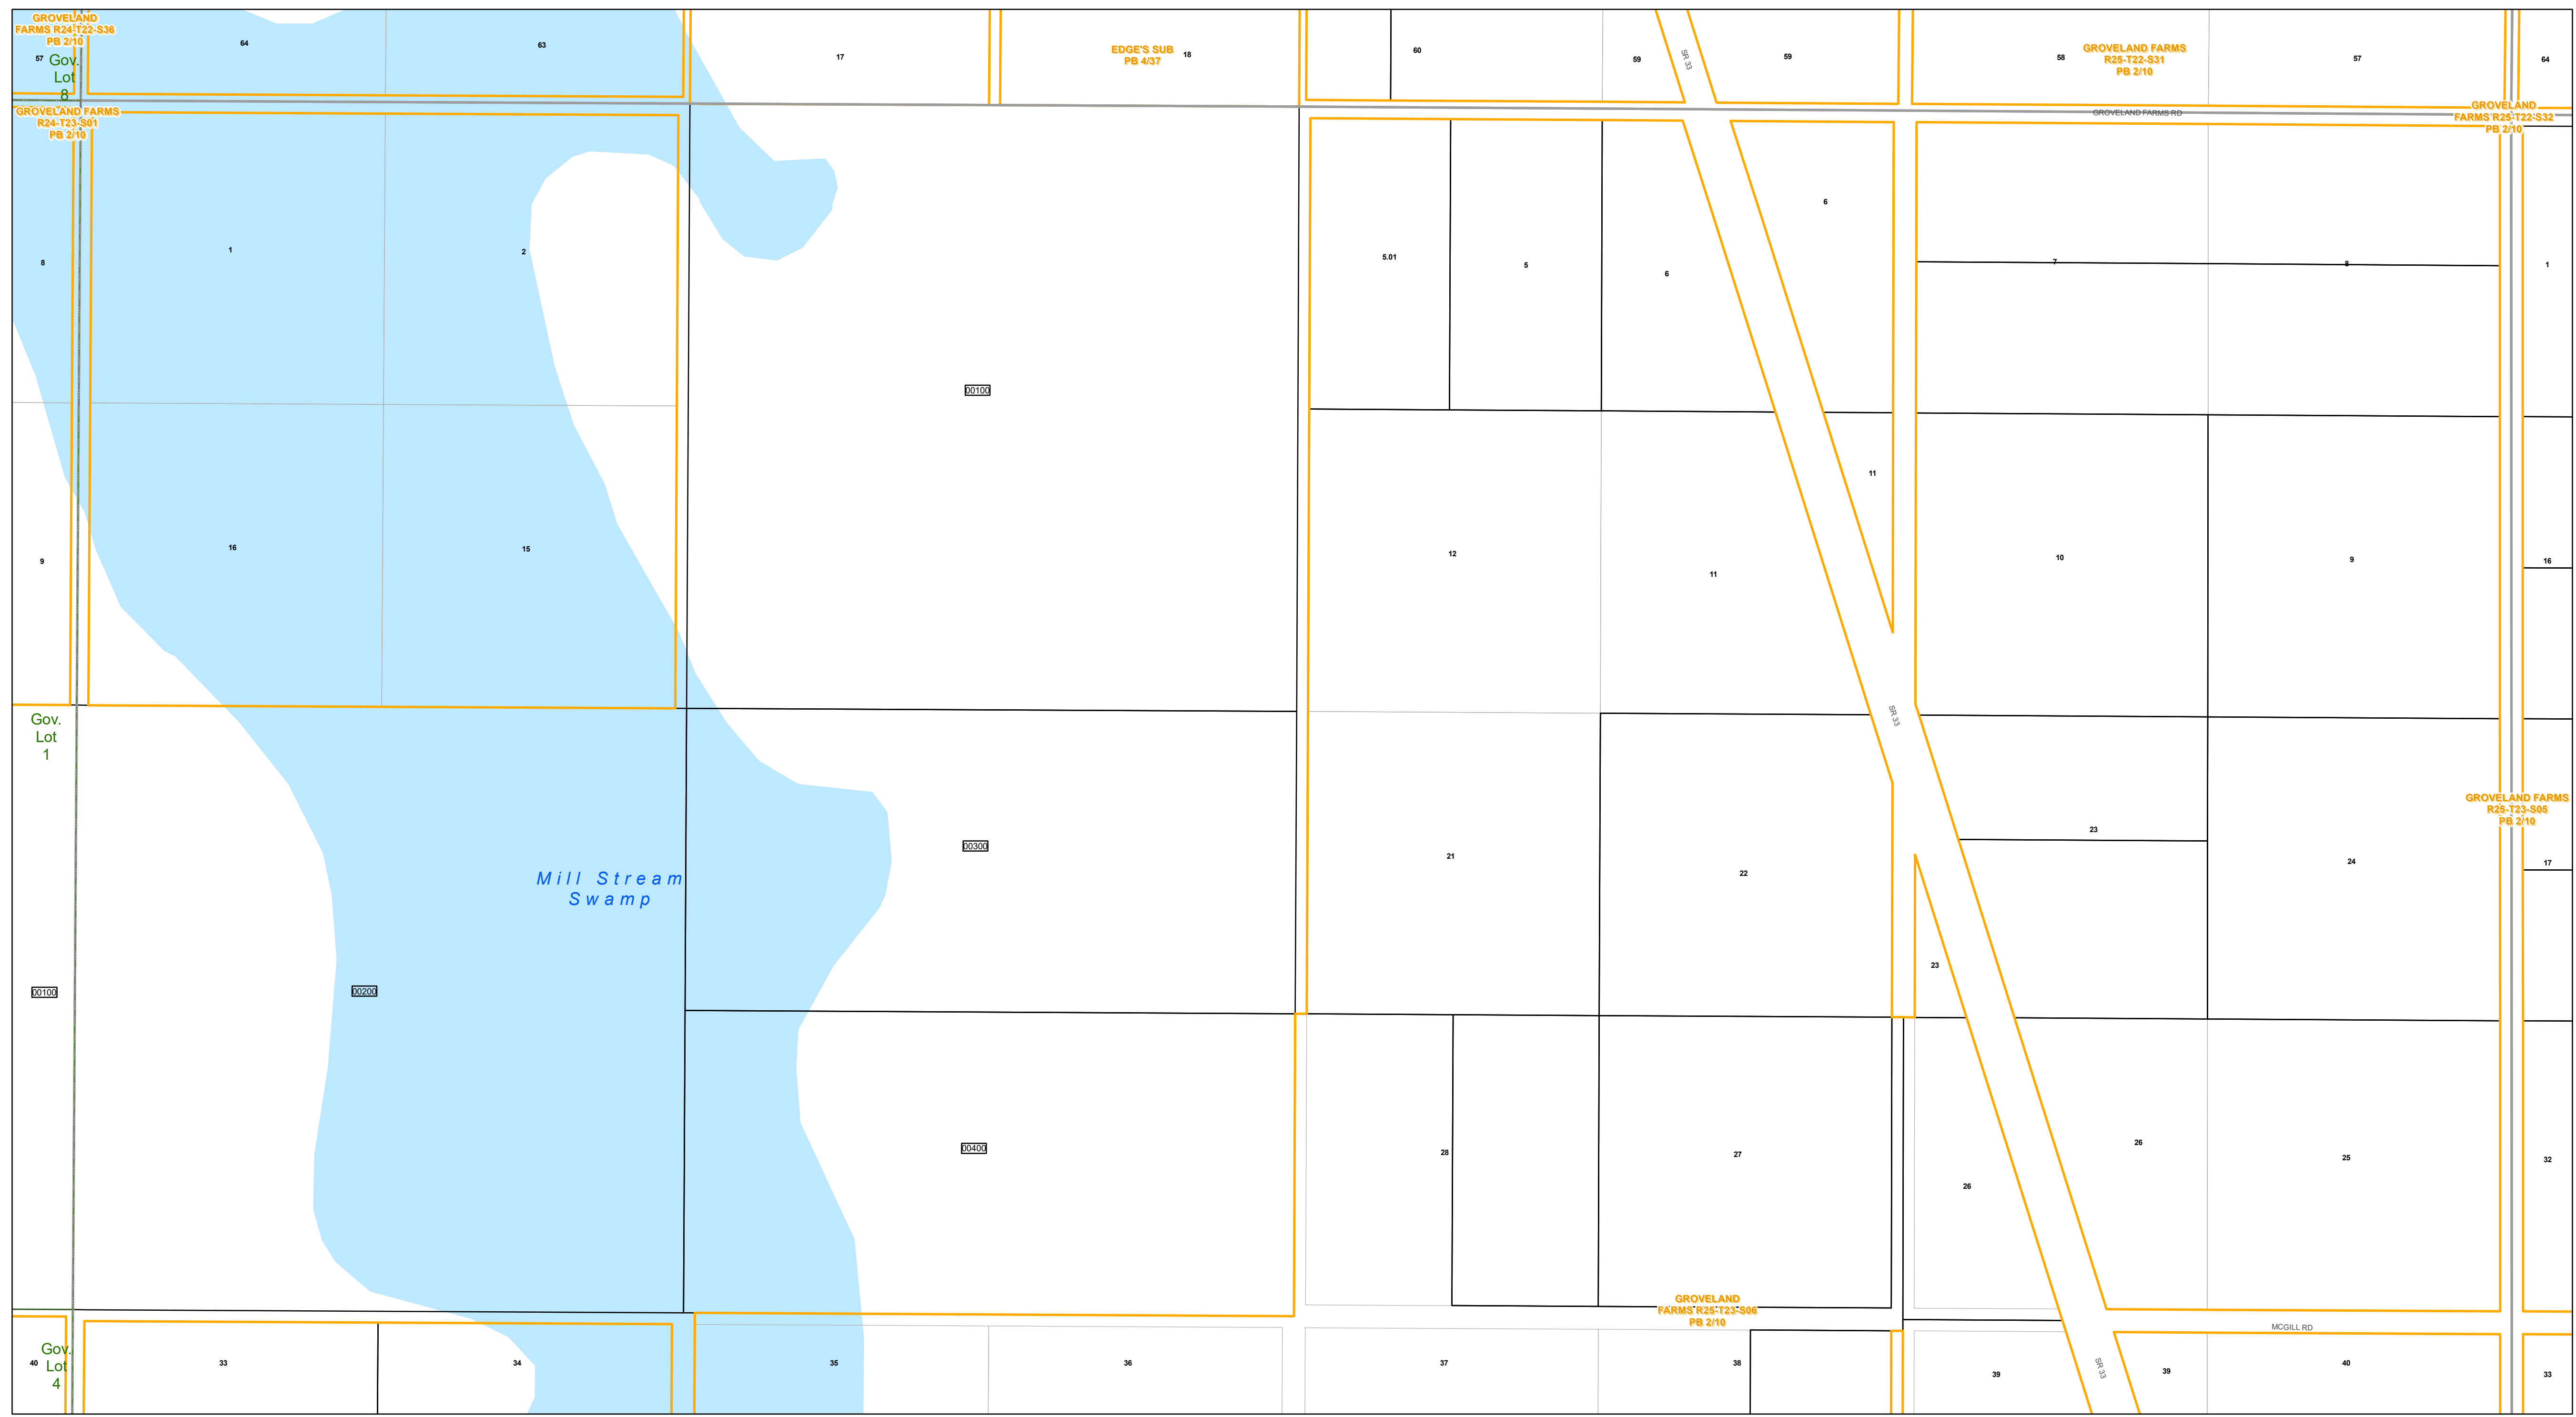 GROVELAND
FARMS R24-T22-S36
PB 2/10
57
Gov.
Lot
8
64
63
17
EDGE'S SUB
PB 4/37
18
60
59
SR 33
59
58
GROVELAND FARMS
R25-T22-S31
PB 2/10
57
64
GROVELAND FARMS
R24-T23-S01
PB 2/10
GROVELAND FARMS RD
GROVELAND
FARMS R25-T22-S32
PB 2/10
8
1
2
5.01
5
6
6
7
8
1
00100
9
16
15
12
11
11
10
9
16
Gov.
Lot
1
SR 33
GROVELAND FARMS
R25-T23-S05
PB 2/10
Mill Stream
Swamp
00300
21
22
23
24
17
00100
00200
23
00400
28
27
26
26
25
32
GROVELAND
FARMS R25-T23-S06
PB 2/10
MCGILL RD
Gov.
Lot
4
40
33
34
35
36
37
38
39
SR 33
39
40
33